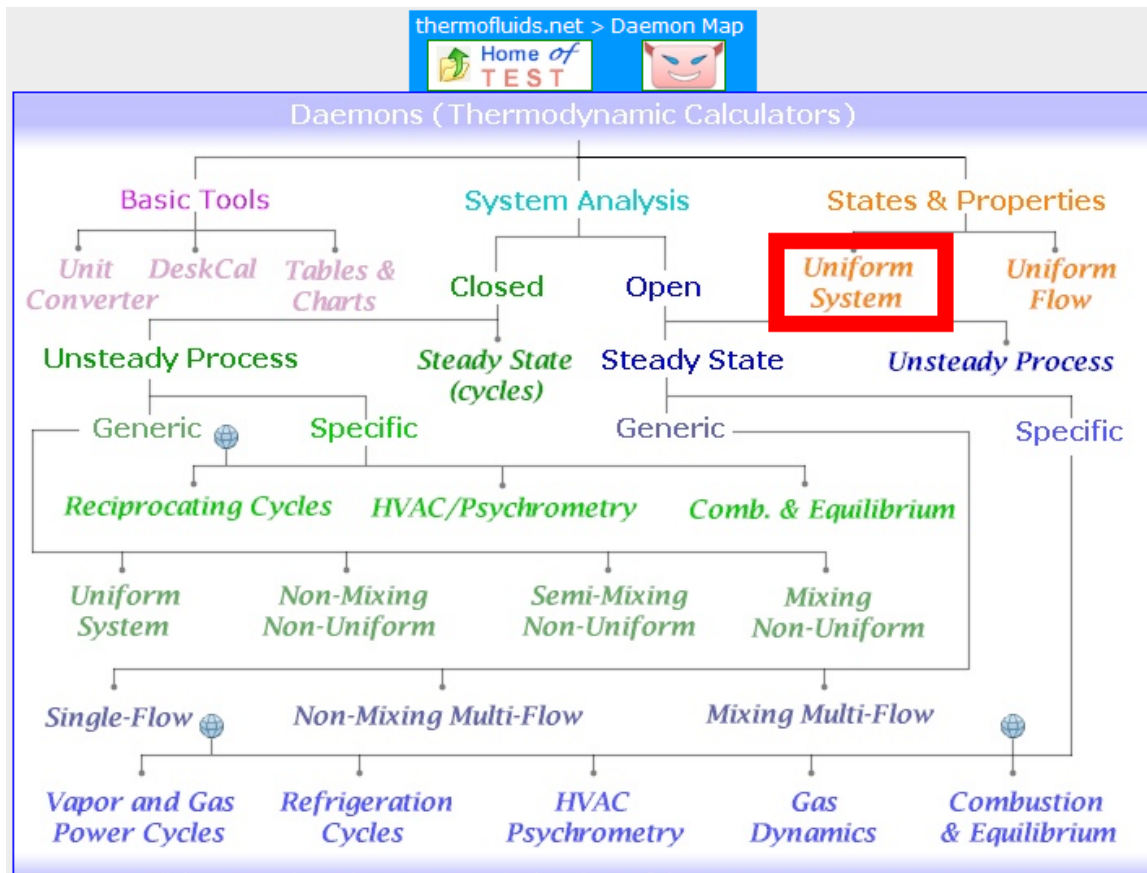 thermofluids.net > Daemon Map
Home of
TEST
Daemons (Thermodynamic Calculators)
Basic Tools
System Analysis
States & Properties
Unit
Converter
DeskCal
Tables &
Charts
Closed
Open
Uniform
System
Uniform
Flow
Unsteady Process
Steady State
(cycles)
Steady State
Unsteady Process
Generic
Specific
Generic
Specific
Reciprocating Cycles
HVAC/Psychrometry
Comb. & Equilibrium
Uniform
System
Non-Mixing
Non-Uniform
Semi-Mixing
Non-Uniform
Mixing
Non-Uniform
Single-Flow
Non-Mixing Multi-Flow
Mixing Multi-Flow
Vapor and Gas
Power Cycles
Refrigeration
Cycles
HVAC
Psychrometry
Gas
Dynamics
Combustion
& Equilibrium